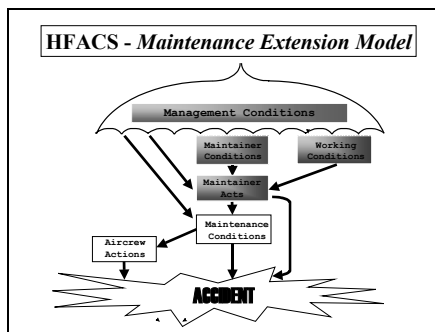 HFACS - Maintenance Extension Model
Management Conditions
Maintainer
Conditions
Working
Conditions
Maintainer
Acts
Maintenance
Conditions
Aircrew
Actions
ACCIDENT